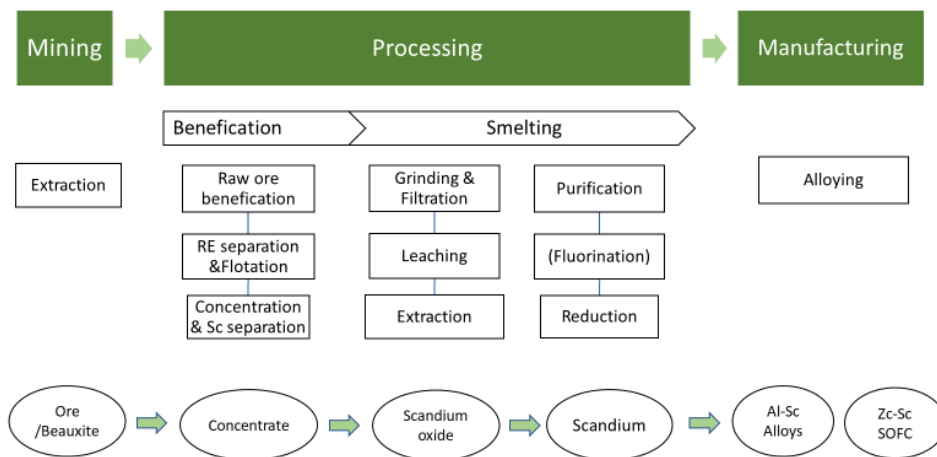 Mining
Processing
Manufacturing
Benefication
Smelting
Extraction
Raw ore
benefication
RE separation
&Flotation
Concentration
& Sc separation
Grinding &
Filtration
Leaching
Extraction
Purification
(Fluorination)
Reduction
Alloying
Ore
/Beauxite
Concentrate
Scandium
oxide
Scandium
Al-Sc
Alloys
Zc-Sc
SOFC